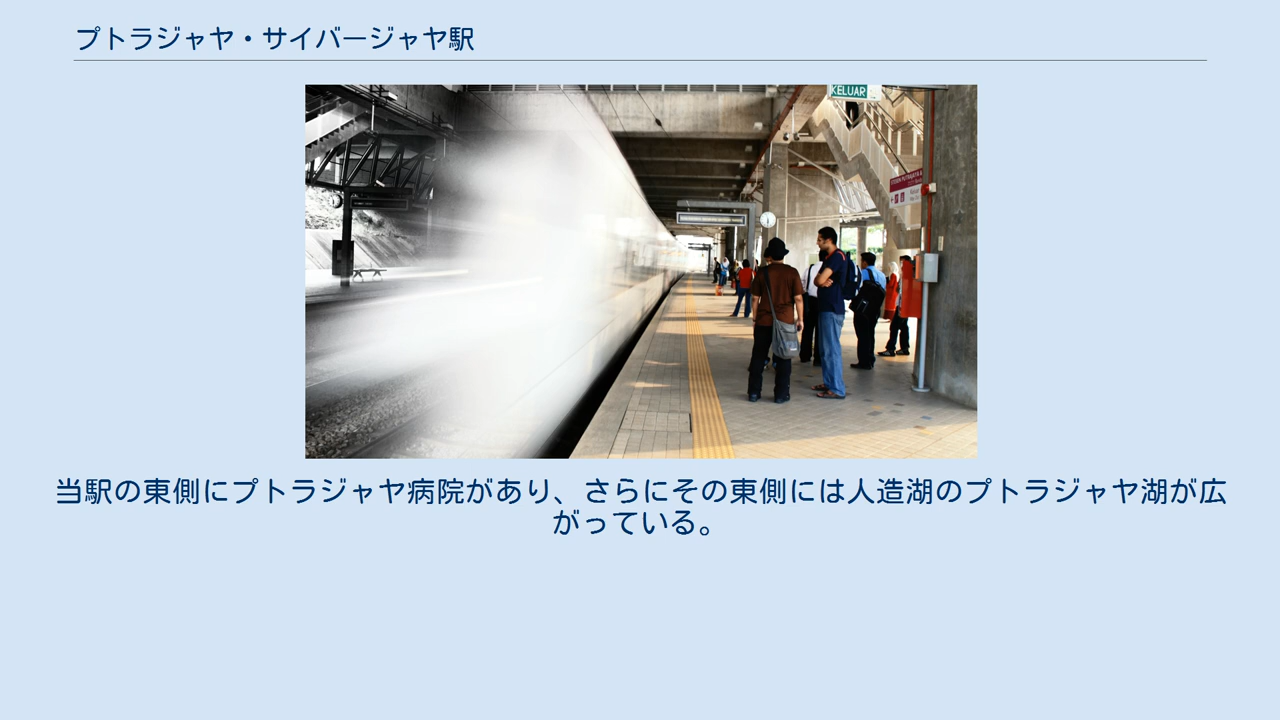 プトラジャヤ・サイバージャヤ駅
KELUAR
当駅の東側にプトラジャヤ病院があり、さらにその東側には人造湖のプトラジャヤ湖が広
がっている。